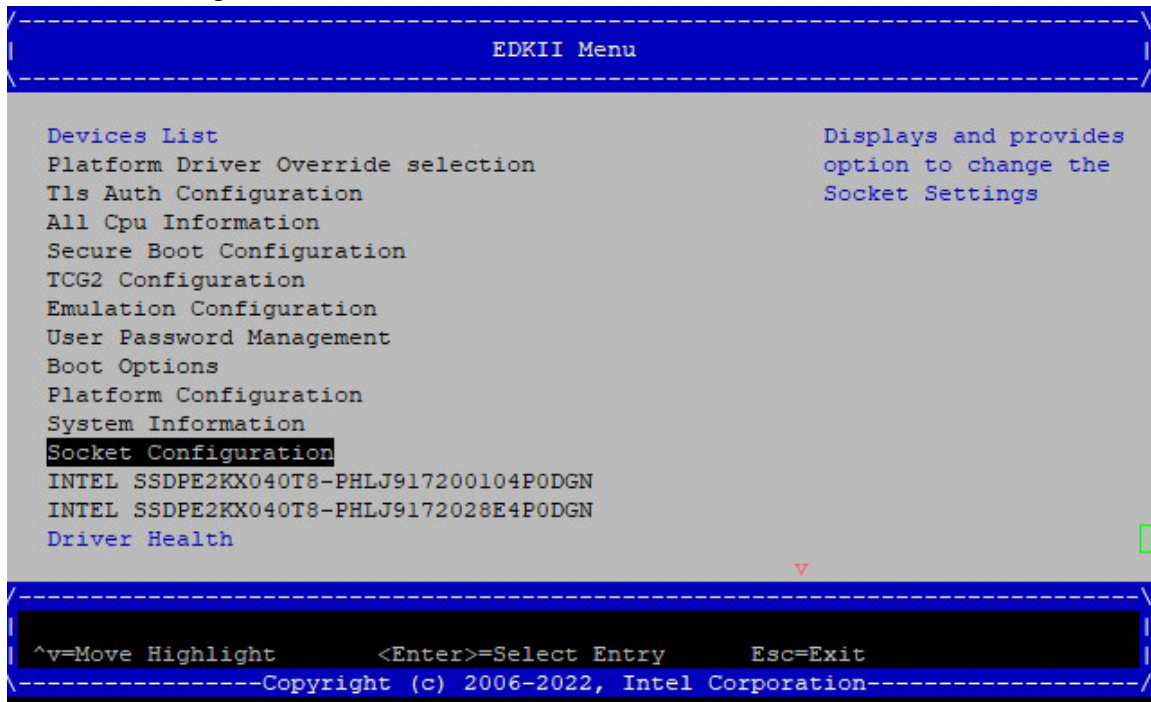 /------------------------------------------------------------------------------\
| EDKII Menu |
\------------------------------------------------------------------------------/
Devices List
Platform Driver Override selection
Tls Auth Configuration
All Cpu Information
Secure Boot Configuration
TCG2 Configuration
Emulation Configuration
User Password Management
Boot Options
Platform Configuration
System Information
Socket Configuration
INTEL SSDPE2KX040T8-PHLJ917200104P0DGN
INTEL SSDPE2KX040T8-PHLJ9172028E4P0DGN
Driver Health
Displays and provides
option to change the
Socket Settings
/------------------------------------------------------------------------------\
| |
| ^v=Move Highlight <Enter>=Select Entry Esc=Exit |
\-----------------Copyright (c) 2006-2022, Intel Corporation-------------------/